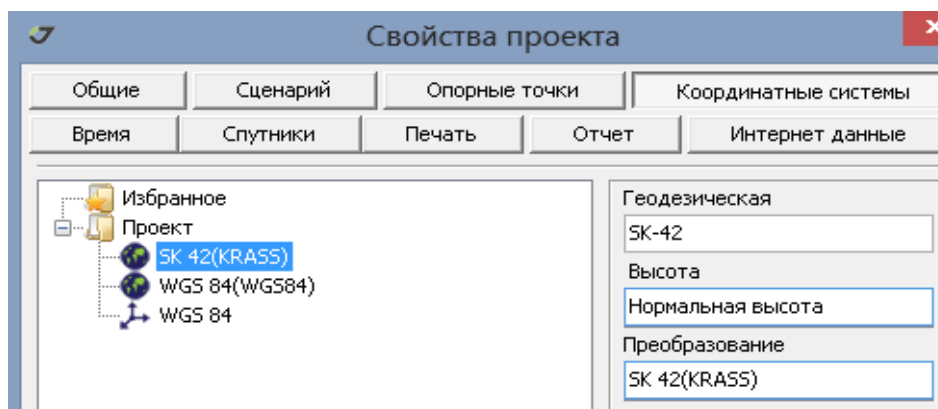 Свойства проекта
Общие Сценарий Опорные точки Координатные системы
Время Спутники Печать Отчет Интернет данные
Избранное
Проект
SK 42(KRASS)
WGS 84(WGS84)
WGS 84
Геодезическая
SK-42
Высота
Нормальная высота
Преобразование
SK 42(KRASS)